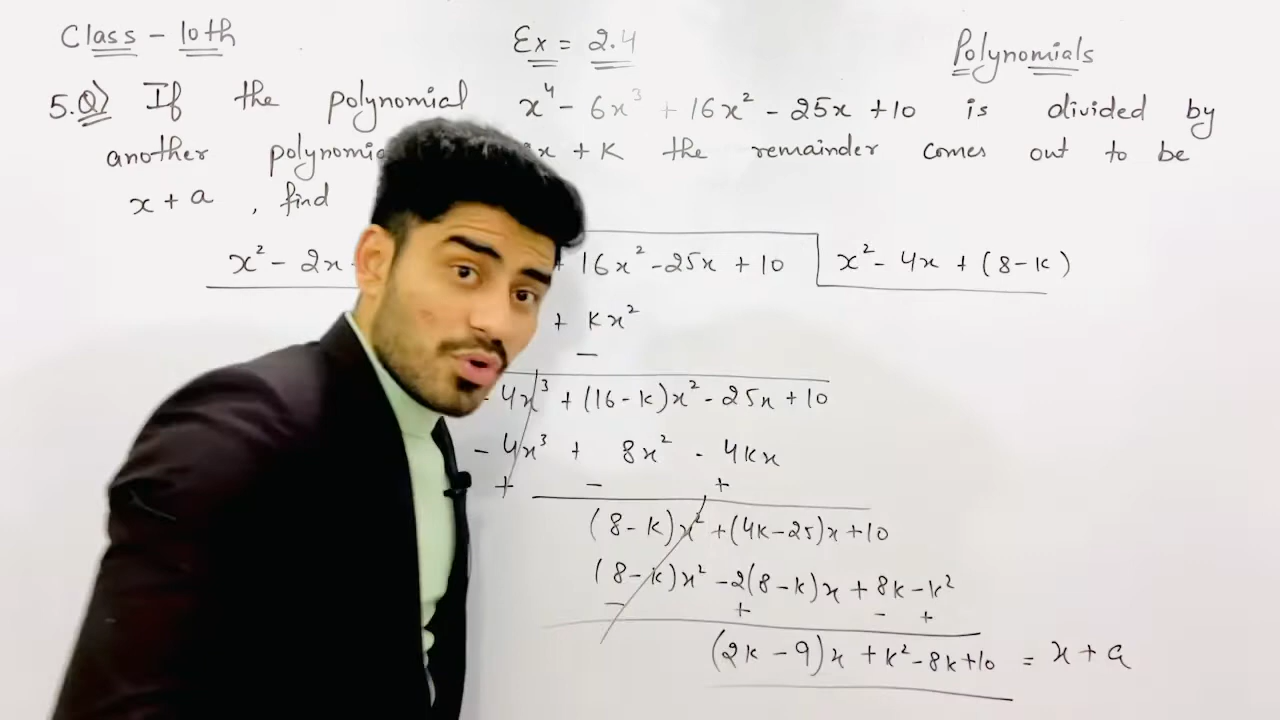 Class - 10th Ex = 2.4 Polynomials
5.Q) If the polynomial x⁴ - 6x³ + 16x² - 25x + 10 is divided by
another x + K the remainder comes out to be
x + a , find
x² - 2x 16x² - 25x + 10 x² - 4x + (8 - k)
+ kx²
-
4x³ + (16 - k)x² - 25x + 10
- 4x³ + 8x² - 4kx
+ - +
(8 - k)x² + (4k - 25)x + 10
(8 - k)x² - 2(8 - k)x + 8k - k²
- + - +
(2k - 9)x + k² - 8k + 10 = x + a